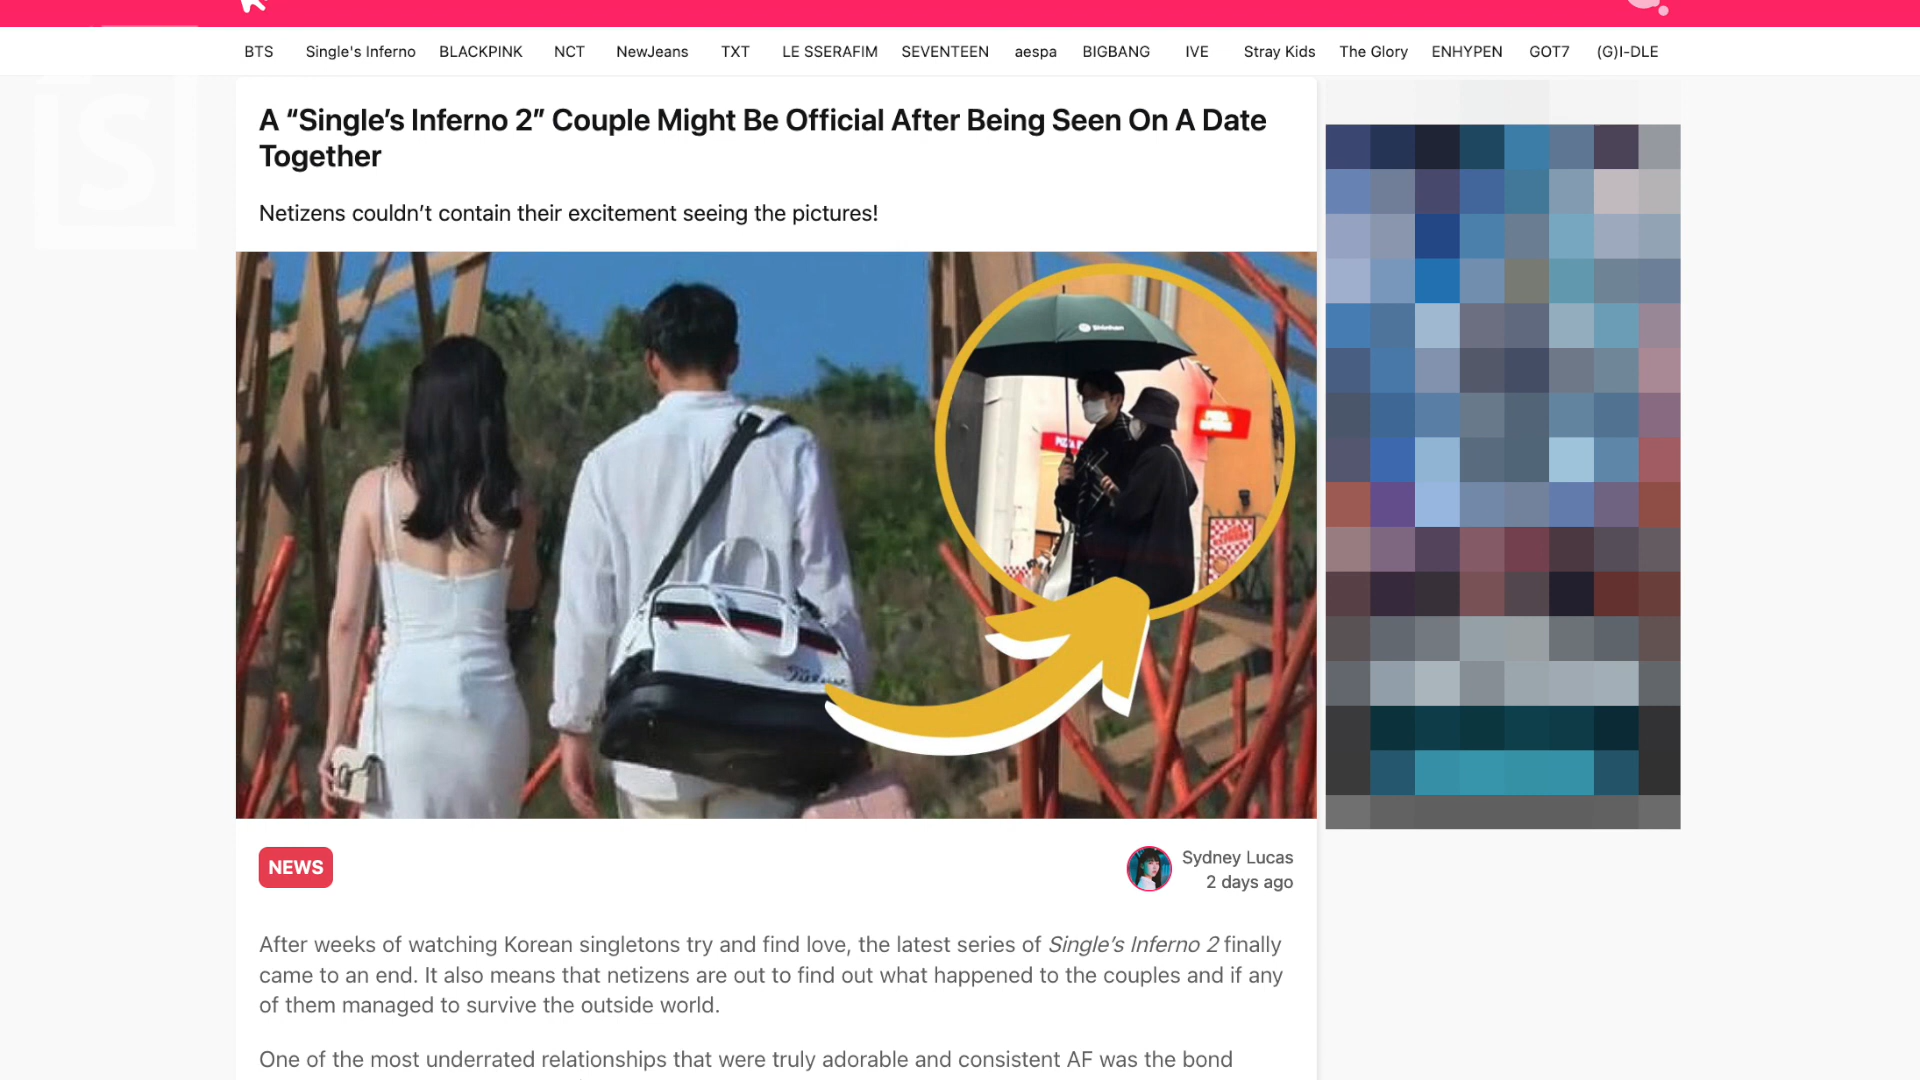 BTS Single's Inferno BLACKPINK NCT NewJeans TXT LE SSERAFIM SEVENTEEN aespa BIGBANG IVE Stray Kids The Glory ENHYPEN GOT7 (G)I-DLE
A “Single’s Inferno 2” Couple Might Be Official After Being Seen On A Date
Together
Netizens couldn’t contain their excitement seeing the pictures!
Shinhan
Titleist
NEWS
Sydney Lucas
2 days ago
After weeks of watching Korean singletons try and find love, the latest series of Single’s Inferno 2 finally
came to an end. It also means that netizens are out to find out what happened to the couples and if any
of them managed to survive the outside world.
One of the most underrated relationships that were truly adorable and consistent AF was the bond